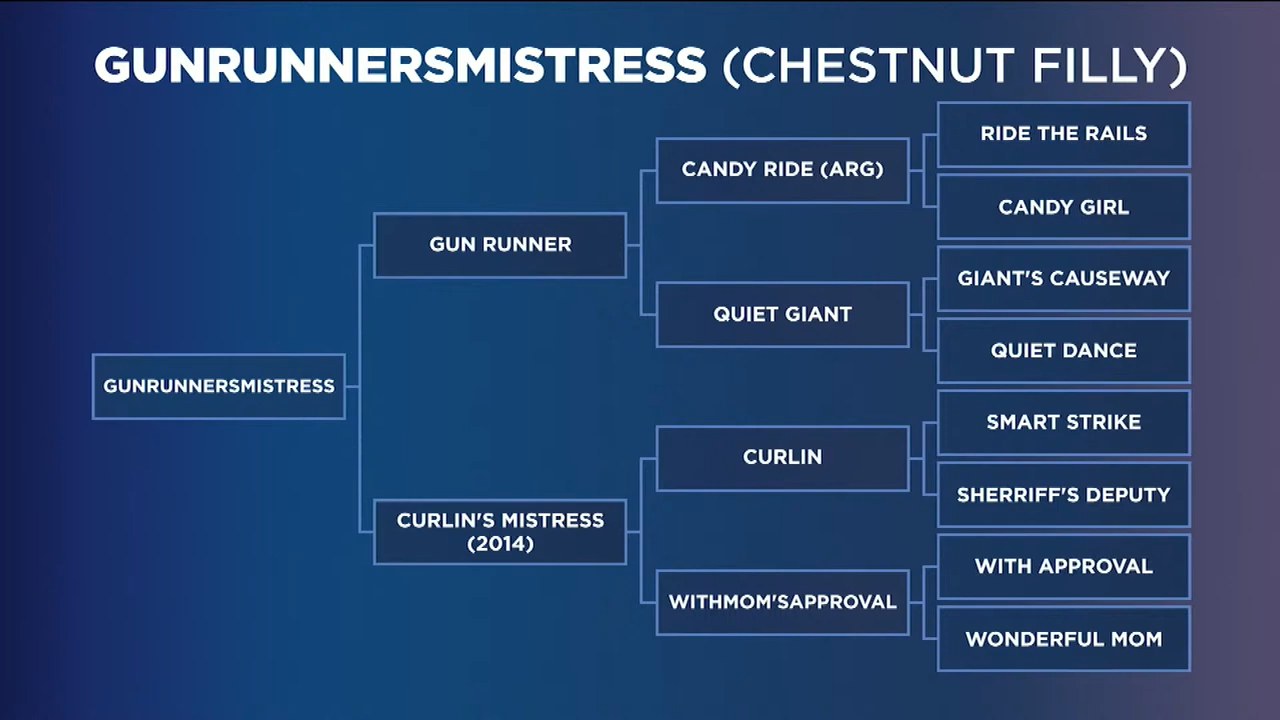 GUNRUNNERSMISTRESS (CHESTNUT FILLY)
RIDE THE RAILS
CANDY RIDE (ARG)
CANDY GIRL
GUN RUNNER
GIANT'S CAUSEWAY
QUIET GIANT
QUIET DANCE
GUNRUNNERSMISTRESS
SMART STRIKE
CURLIN
SHERRIFF'S DEPUTY
CURLIN'S MISTRESS
(2014)
WITH APPROVAL
WITHMOM'SAPPROVAL
WONDERFUL MOM